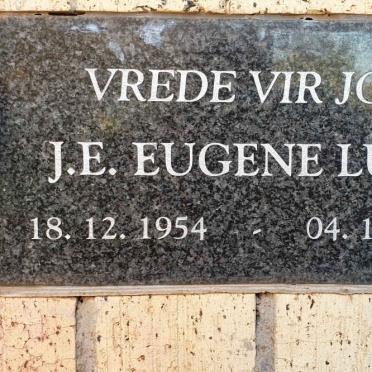 VREDE VIR JO
J.E. EUGENE LU
18. 12. 1954 - 04. 1